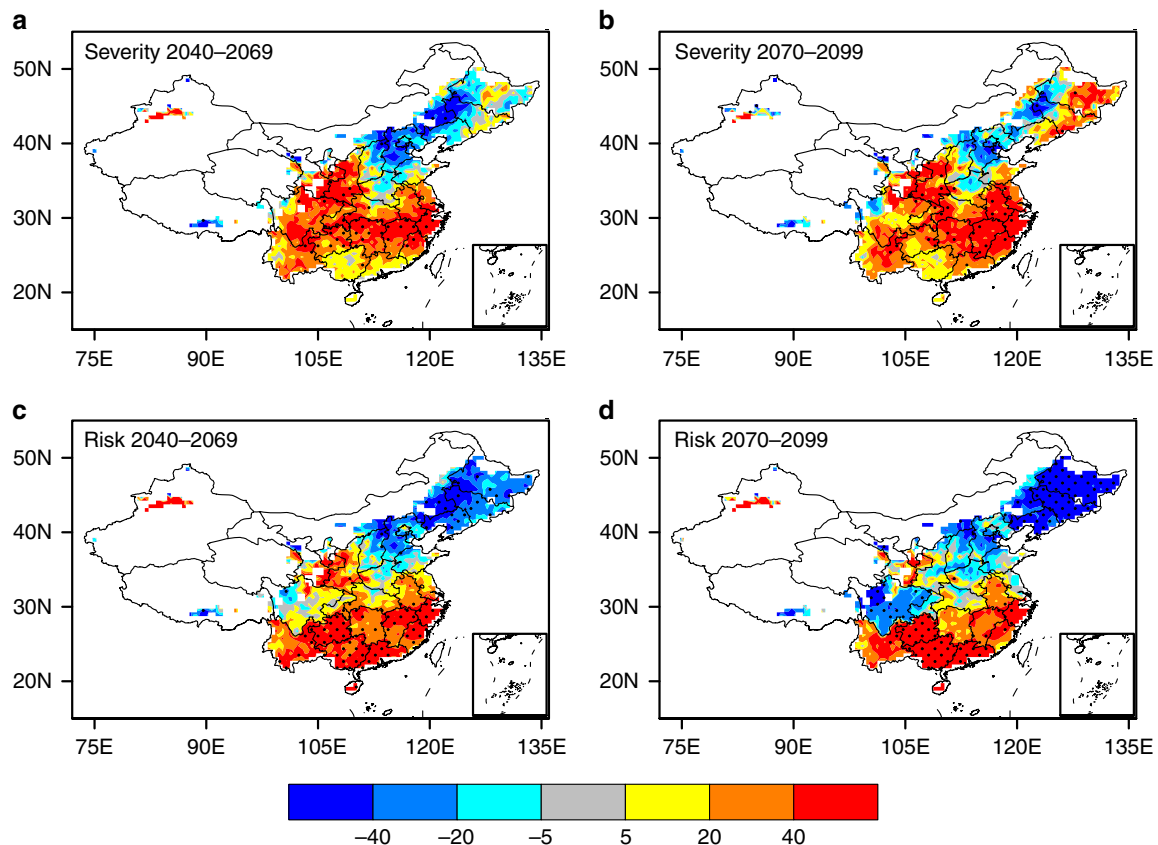 a
b
Severity 2040–2069
Severity 2070–2099
50N
40N
30N
20N
50N
40N
30N
20N
75E 90E 105E 120E 135E
75E 90E 105E 120E 135E
c
d
Risk 2040–2069
Risk 2070–2099
50N
40N
30N
20N
50N
40N
30N
20N
75E 90E 105E 120E 135E
75E 90E 105E 120E 135E
–40 –20 –5 5 20 40